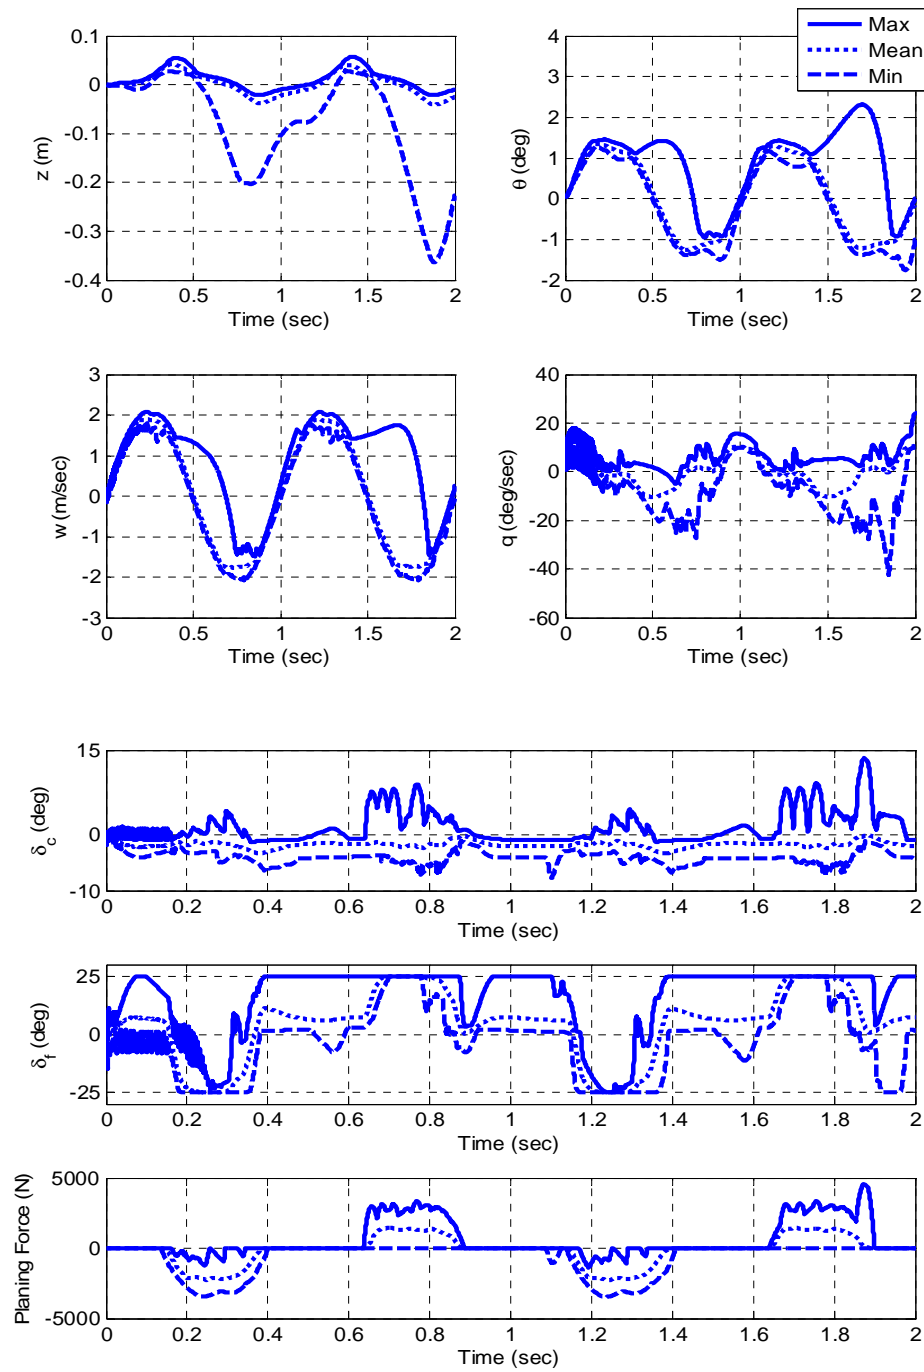 Max
Mean
Min
0.1
0
-0.1
-0.2
-0.3
-0.4
z (m)
0 0.5 1 1.5 2
Time (sec)
4
3
2
1
0
-1
-2
θ (deg)
0 0.5 1 1.5 2
Time (sec)
3
2
1
0
-1
-2
-3
w (m/sec)
0 0.5 1 1.5 2
Time (sec)
40
20
0
-20
-40
-60
q (deg/sec)
0 0.5 1 1.5 2
Time (sec)
15
0
-10
δ_c (deg)
0 0.2 0.4 0.6 0.8 1 1.2 1.4 1.6 1.8 2
Time (sec)
25
0
-25
δ_f (deg)
0 0.2 0.4 0.6 0.8 1 1.2 1.4 1.6 1.8 2
Time (sec)
5000
0
-5000
Planing Force (N)
0 0.2 0.4 0.6 0.8 1 1.2 1.4 1.6 1.8 2
Time (sec)